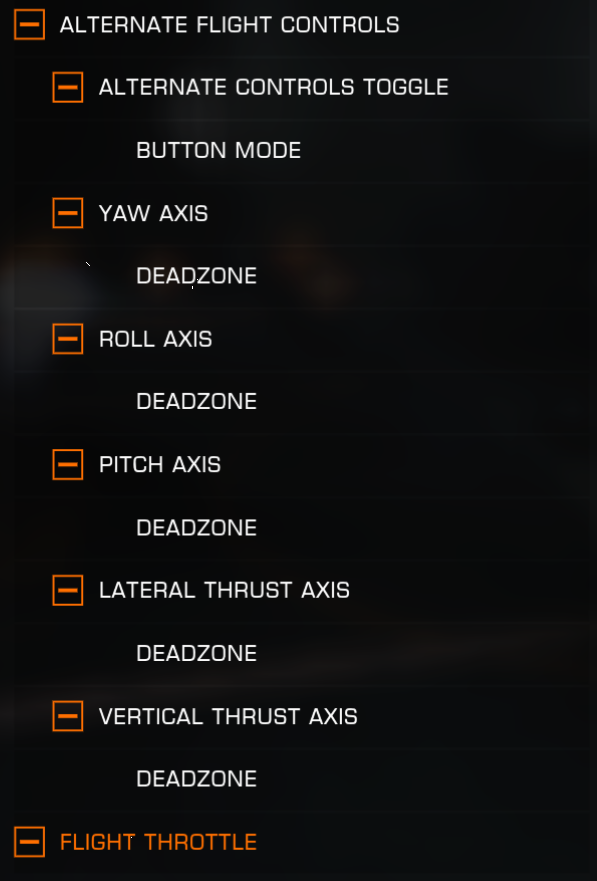 ALTERNATE FLIGHT CONTROLS
ALTERNATE CONTROLS TOGGLE
BUTTON MODE
YAW AXIS
DEADZONE
ROLL AXIS
DEADZONE
PITCH AXIS
DEADZONE
LATERAL THRUST AXIS
DEADZONE
VERTICAL THRUST AXIS
DEADZONE
FLIGHT THROTTLE